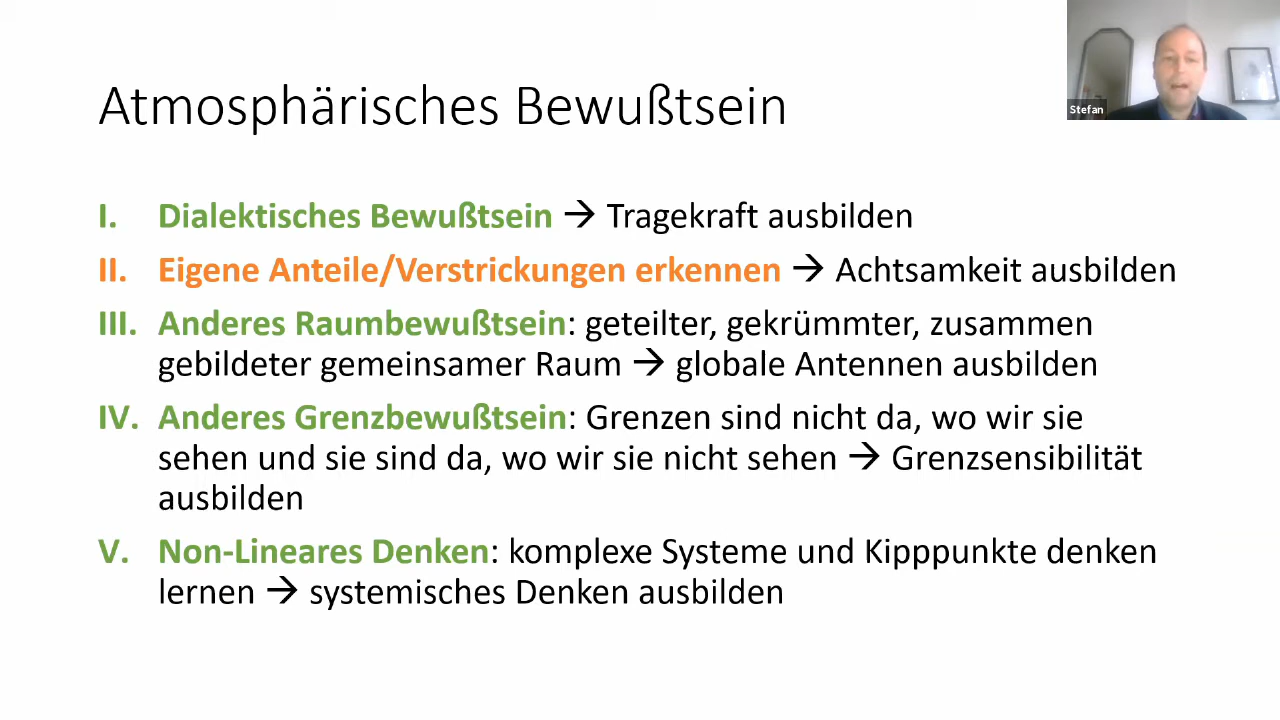 Atmosphärisches Bewußtsein
Stefan
I. Dialektisches Bewußtsein → Tragekraft ausbilden
II. Eigene Anteile/Verstrickungen erkennen → Achtsamkeit ausbilden
III. Anderes Raumbewußtsein: geteilter, gekrümmter, zusammen
gebildeter gemeinsamer Raum → globale Antennen ausbilden
IV. Anderes Grenzbewußtsein: Grenzen sind nicht da, wo wir sie
sehen und sie sind da, wo wir sie nicht sehen → Grenzsensibilität
ausbilden
V. Non-Lineares Denken: komplexe Systeme und Kipppunkte denken
lernen → systemisches Denken ausbilden